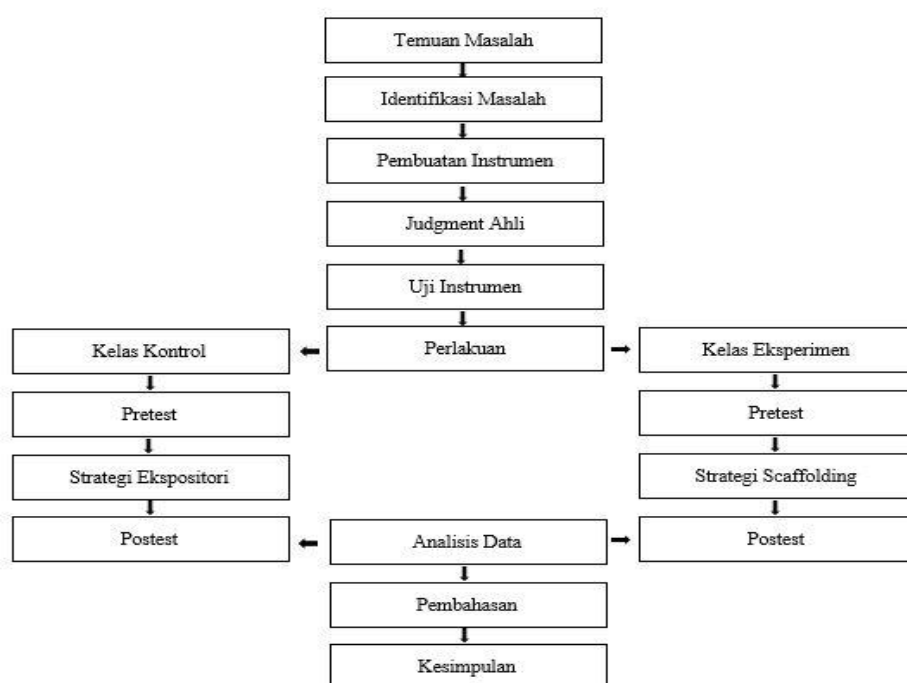 Temuan Masalah
Identifikasi Masalah
Pembuatan Instrumen
Judgment Ahli
Uji Instrumen
Kelas Kontrol
Perlakuan
Kelas Eksperimen
Pretest
Pretest
Strategi Ekspositori
Strategi Scaffolding
Postest
Analisis Data
Postest
Pembahasan
Kesimpulan